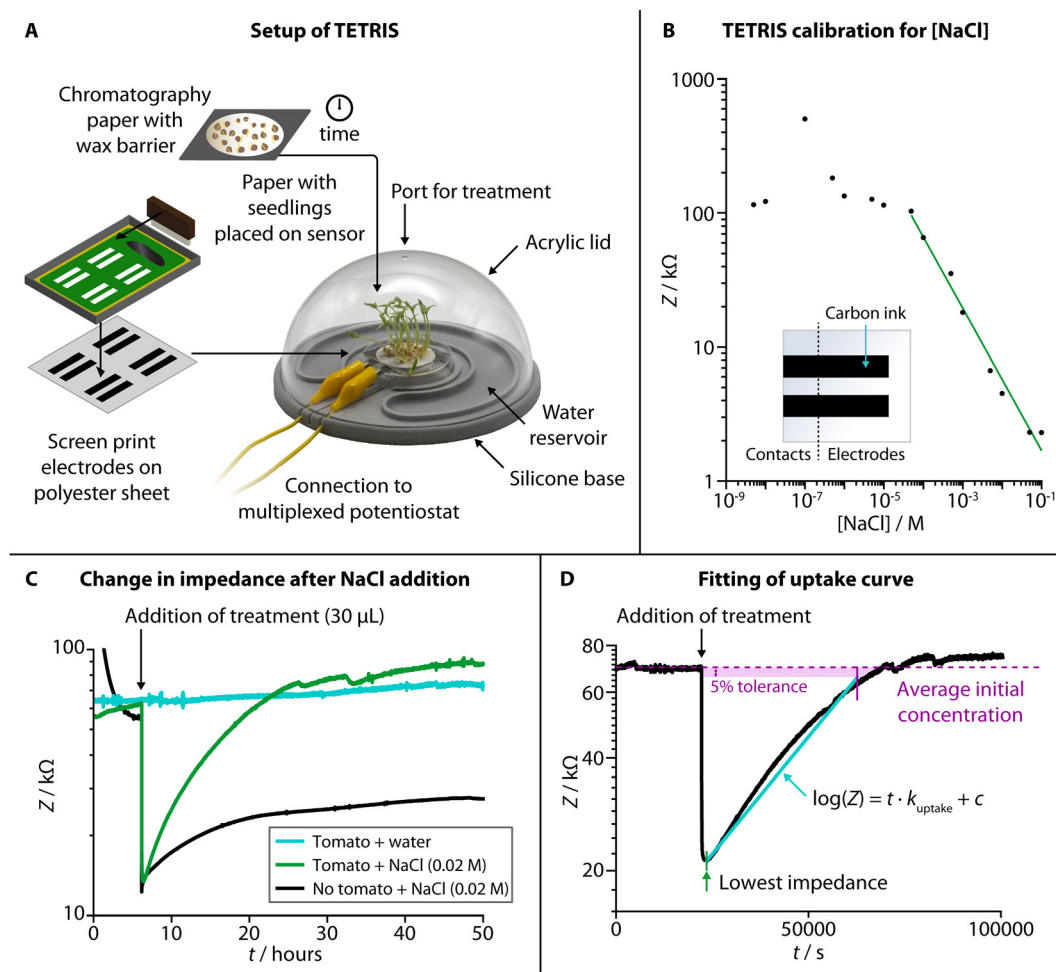 A
Setup of TETRIS
Chromatography
paper with
wax barrier
time
Paper with
seedlings
placed on sensor
Port for treatment
Acrylic lid
Water
reservoir
Silicone base
Screen print
electrodes on
polyester sheet
Connection to
multiplexed potentiostat
B
TETRIS calibration for [NaCl]
1000
100
10
1
Z / kΩ
Carbon ink
Contacts
Electrodes
10⁻⁹
10⁻⁷
10⁻⁵
10⁻³
10⁻¹
[NaCl] / M
C
Change in impedance after NaCl addition
Addition of treatment (30 µL)
100
10
Z / kΩ
Tomato + water
Tomato + NaCl (0.02 M)
No tomato + NaCl (0.02 M)
0
10
20
30
40
50
t / hours
D
Fitting of uptake curve
Addition of treatment
80
60
40
20
Z / kΩ
5% tolerance
Average initial
concentration
log(Z) = t · k_uptake + c
Lowest impedance
0
50000
100000
t / s